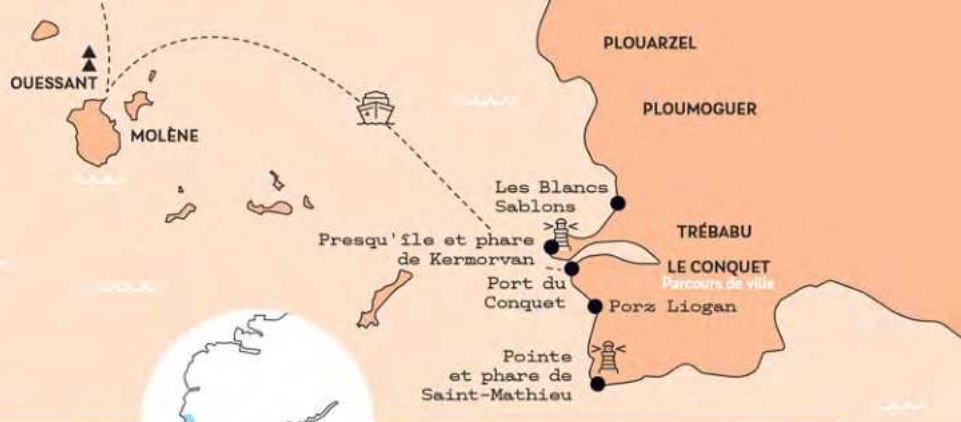 PLOUARZEL
OUESSANT
PLOUMOGUER
MOLÈNE
Les Blancs
Sablons
TRÉBABU
Presqu'île et phare
de Kermorvan
LE CONQUET
Parcours de ville
Port du
Conquet
Porz Liogan
Pointe
et phare de
Saint-Mathieu